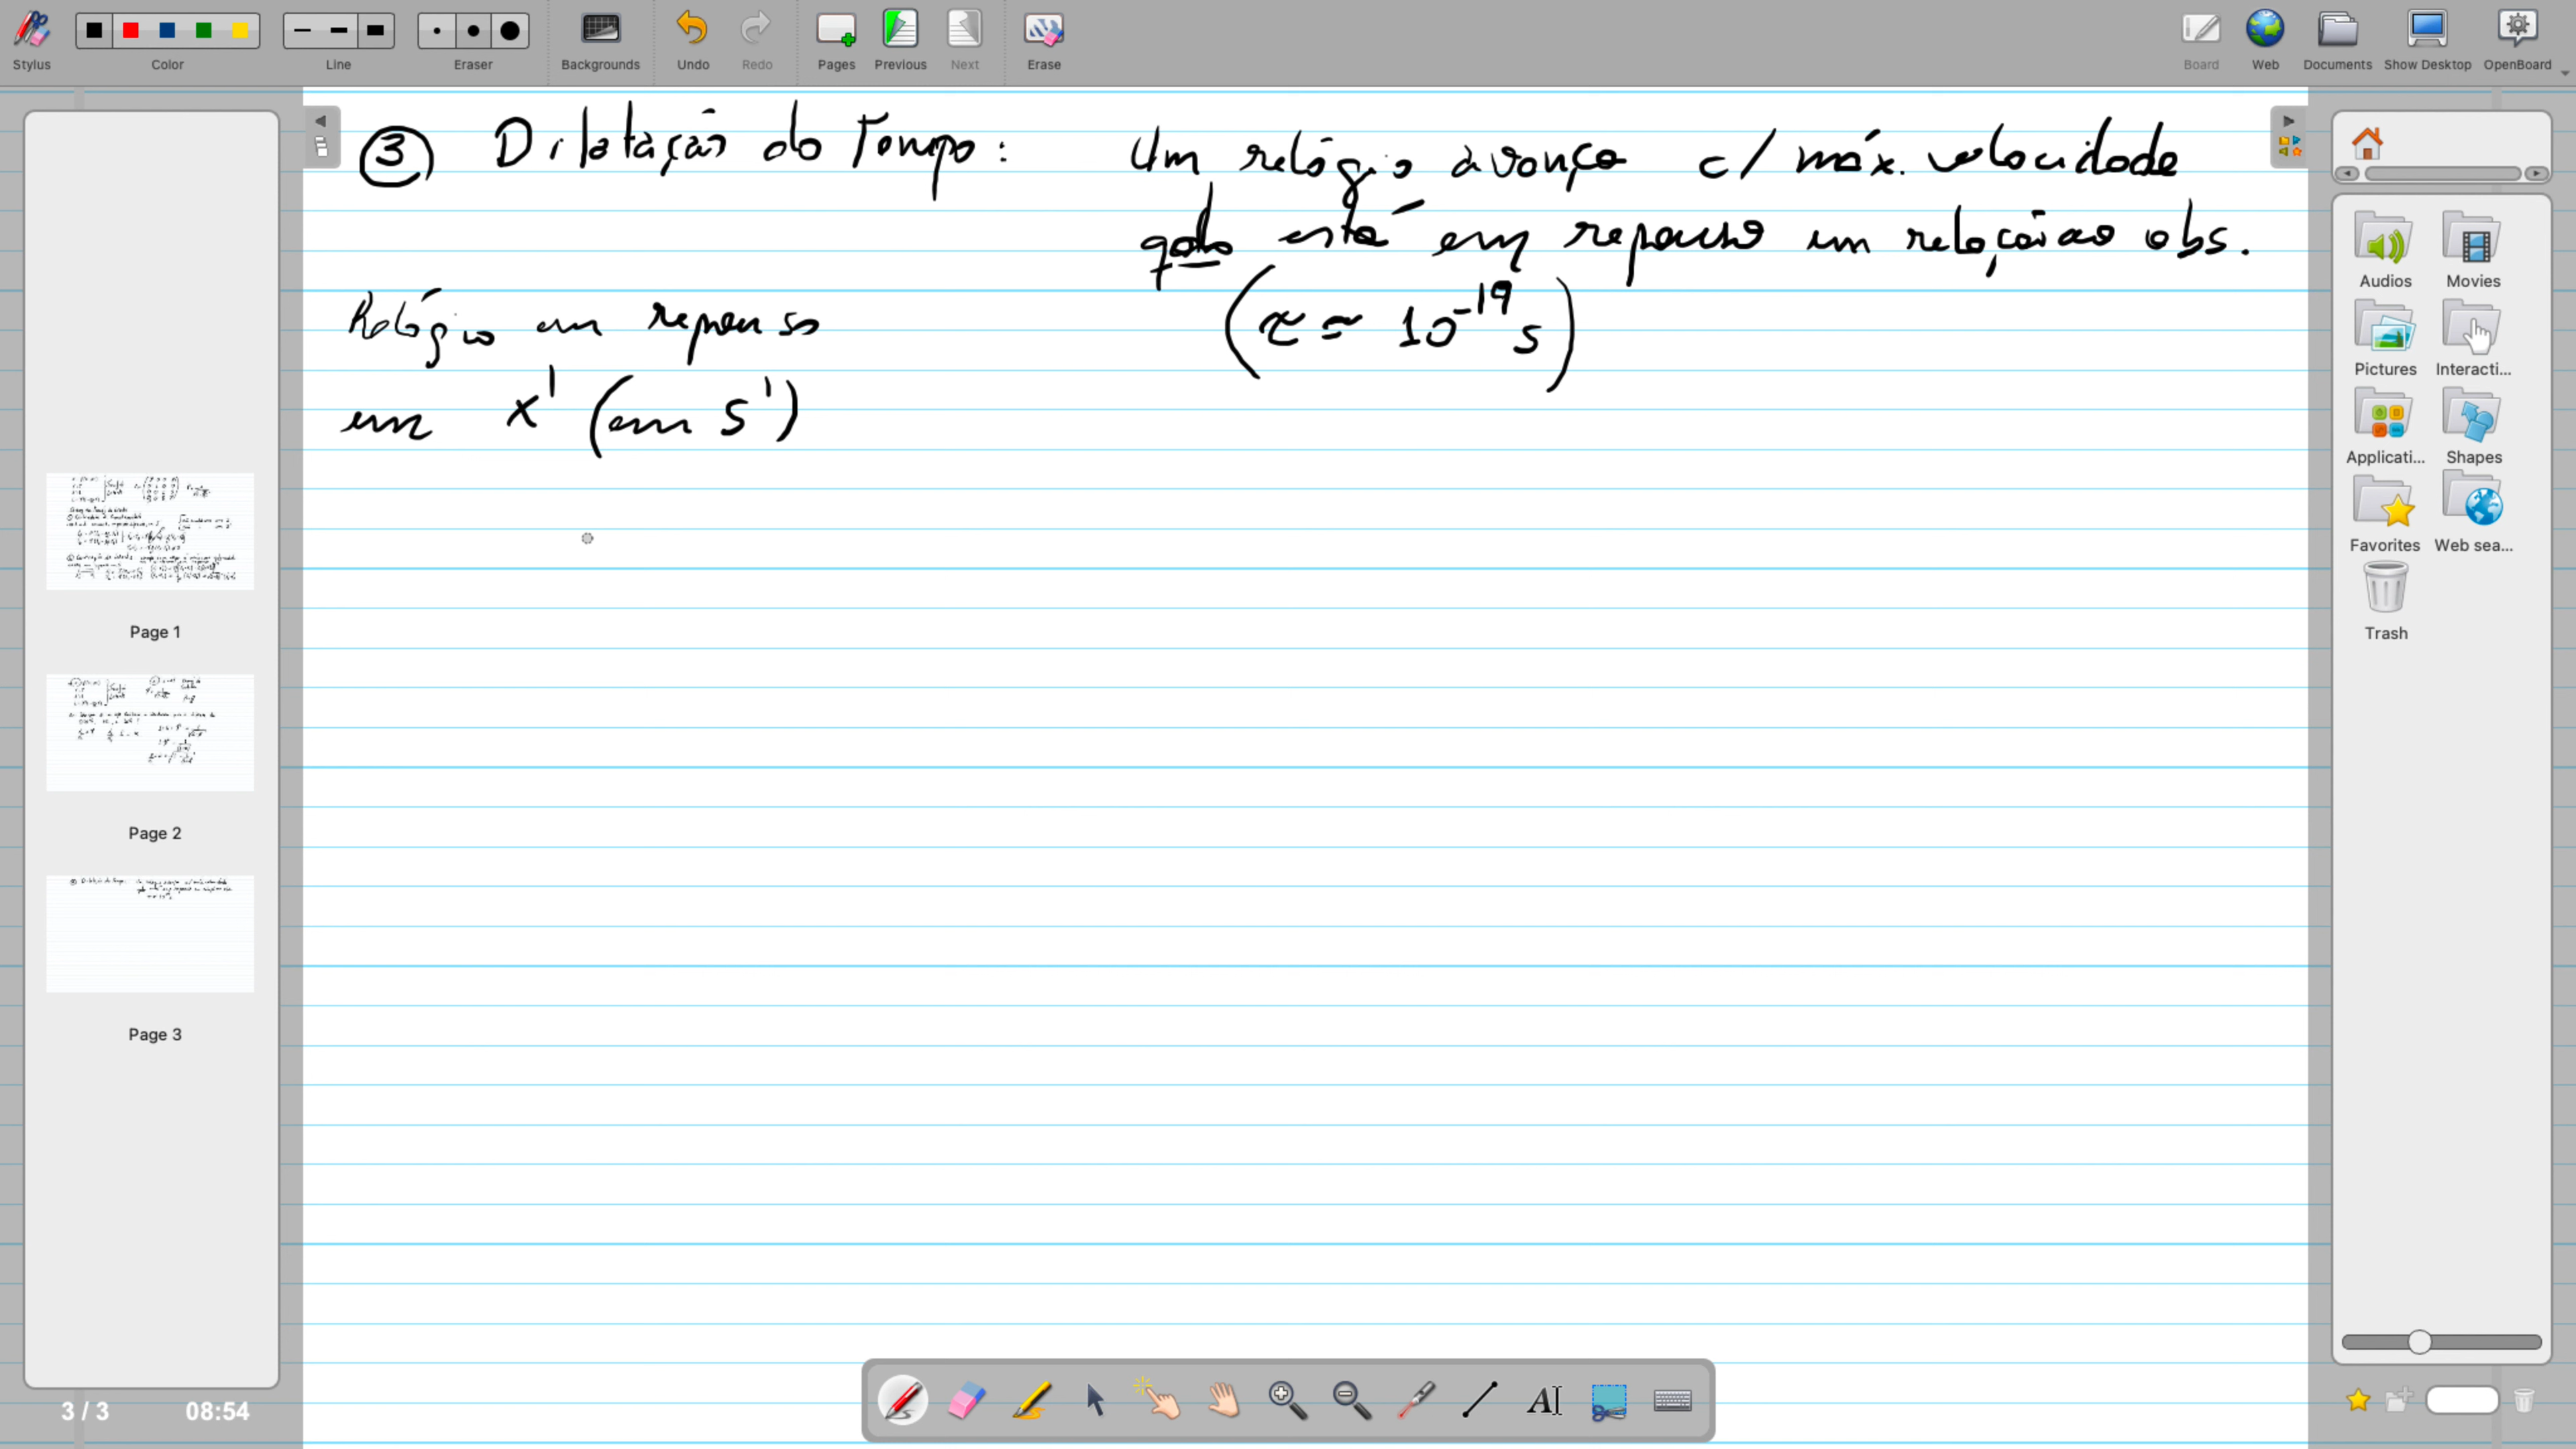 Stylus
Color
Line
Eraser
Backgrounds
Undo
Redo
Pages
Previous
Next
Erase
Board
Web
Documents
Show Desktop
OpenBoard
③ Dilatação do Tempo: Um relógio avança c/ máx. velocidade
qdo está em repouso em relação ao obs.
(τ ≈ 10⁻¹⁹ s)
Relógio em repouso
em x' (em S')
Page 1
Page 2
Page 3
3 / 3
08:54
Audios
Movies
Pictures
Interacti...
Applicati...
Shapes
Favorites
Web sea...
Trash